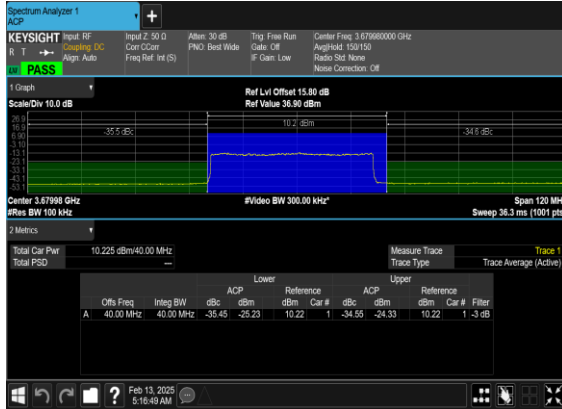 Spectrum Analyzer 1
ACP
+
KEYSIGHT Input: RF Input Z: 50 Ω Atten: 30 dB Trig: Free Run Center Freq: 3.679980000 GHz
R T Coupling: DC Corr CCorr PNO: Best Wide Gate: Off Avg|Hold: 150/150
Align: Auto Freq Ref: Int (S) IF Gain: Low Radio Std: None
PASS Noise Correction: Off
1 Graph
Ref Lvl Offset 15.80 dB
Scale/Div 10.0 dB Ref Value 36.90 dBm
26.9
16.9
6.90
-3.10
-13.1
-23.1
-33.1
-43.1
-53.1
-35.5 dBc 10.2 dBm -34.6 dBc
Center 3.67998 GHz #Video BW 300.00 kHz* Span 120 MH
#Res BW 100 kHz Sweep 36.3 ms (1001 pts
2 Metrics
Total Car Pwr 10.225 dBm/40.00 MHz Measure Trace Trace 1
Total PSD — Trace Type Trace Average (Active)
Lower Upper
ACP Reference ACP Reference
Offs Freq Integ BW dBc dBm dBm Car # dBc dBm dBm Car # Filter
A 40.00 MHz 40.00 MHz -35.45 -25.23 10.22 1 -34.55 -24.33 10.22 1 -3 dB
?
Feb 13, 2025
5:16:49 AM